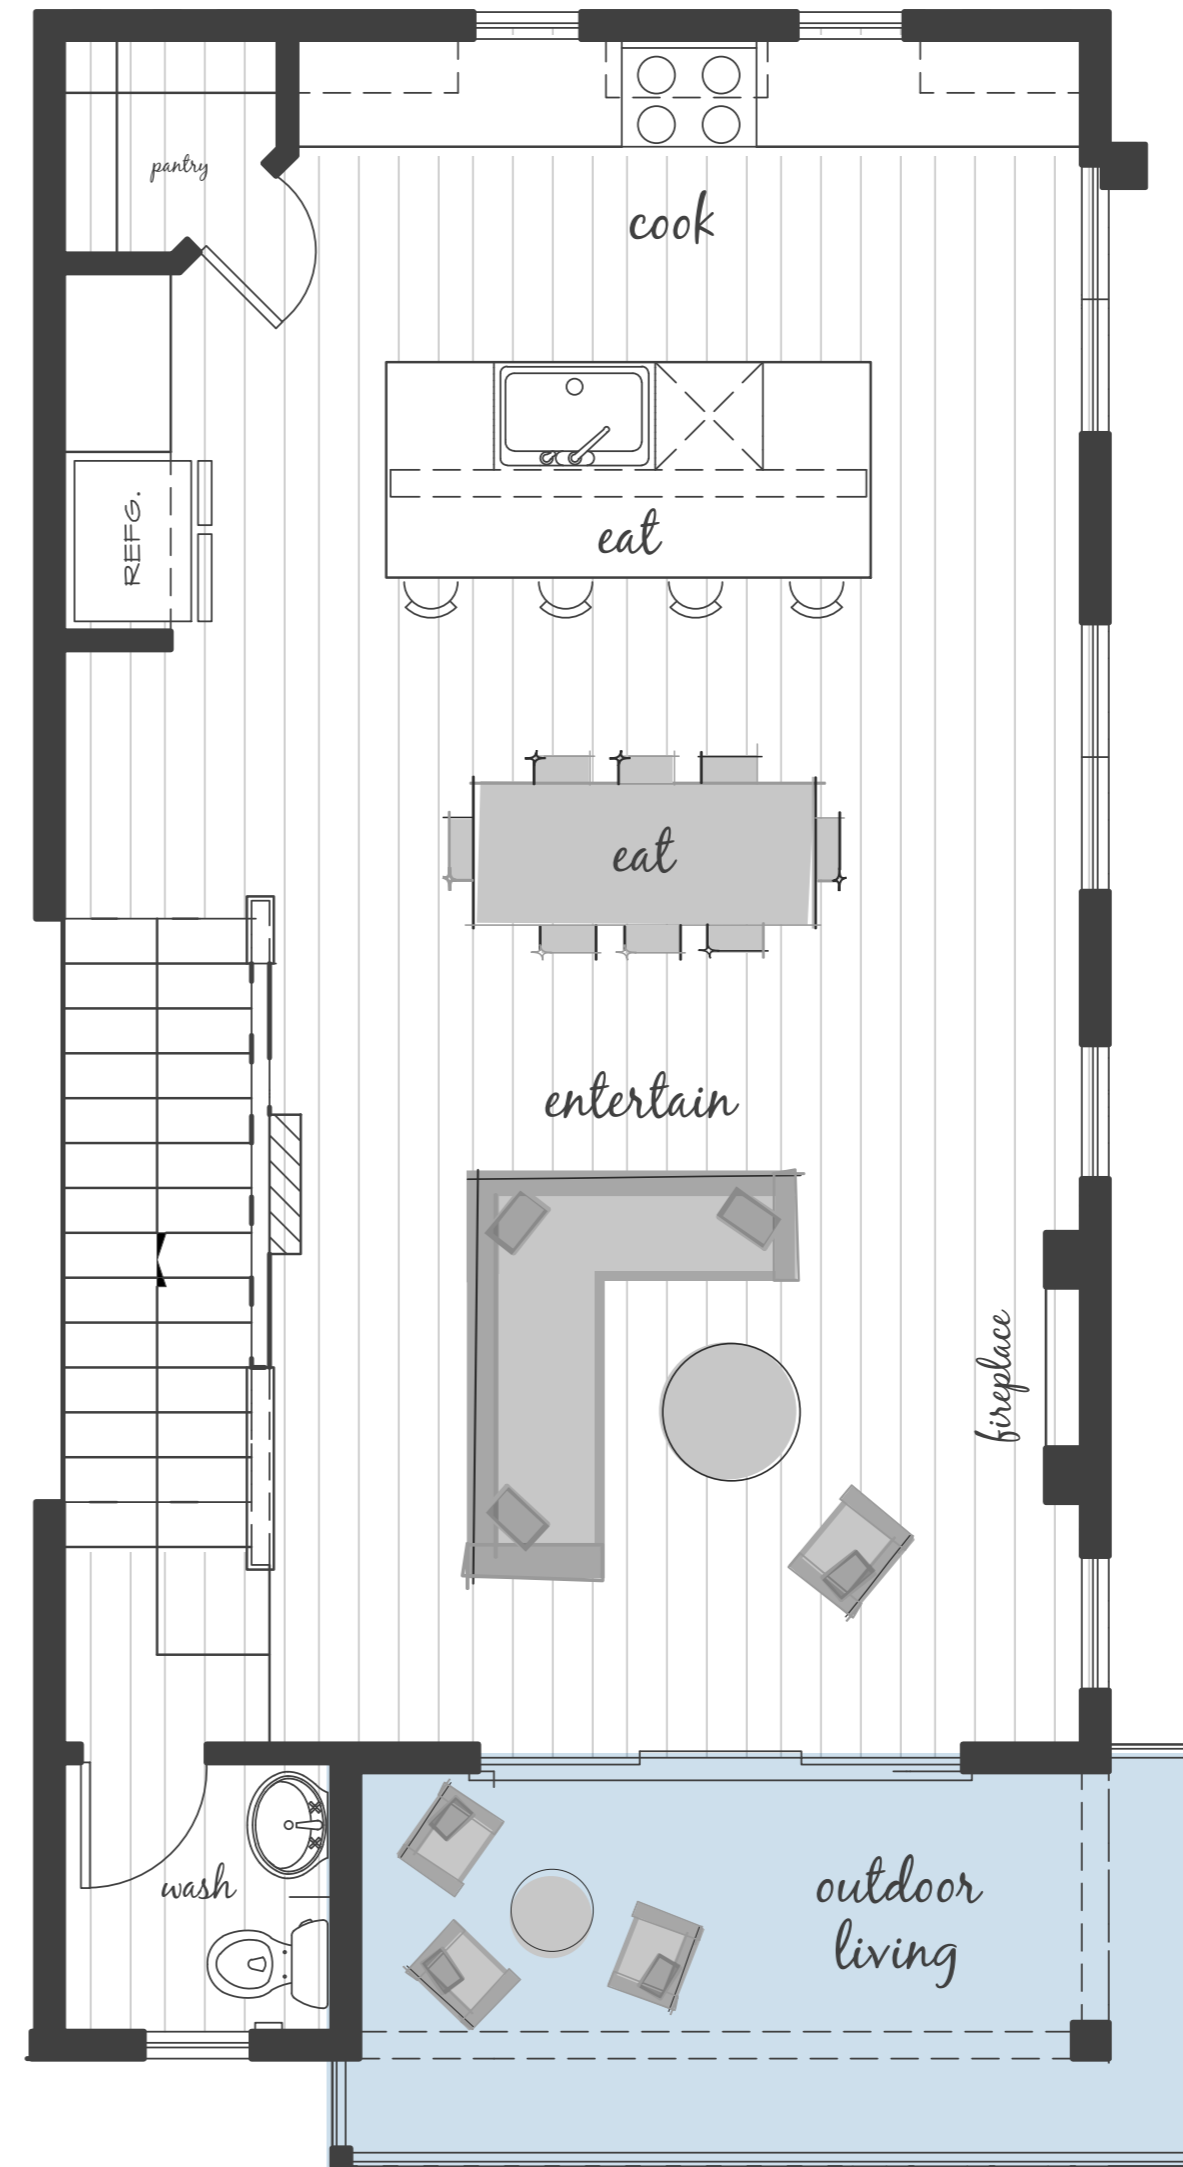 pantry
cook
REFG.
eat
eat
entertain
fireplace
wash
outdoor
living